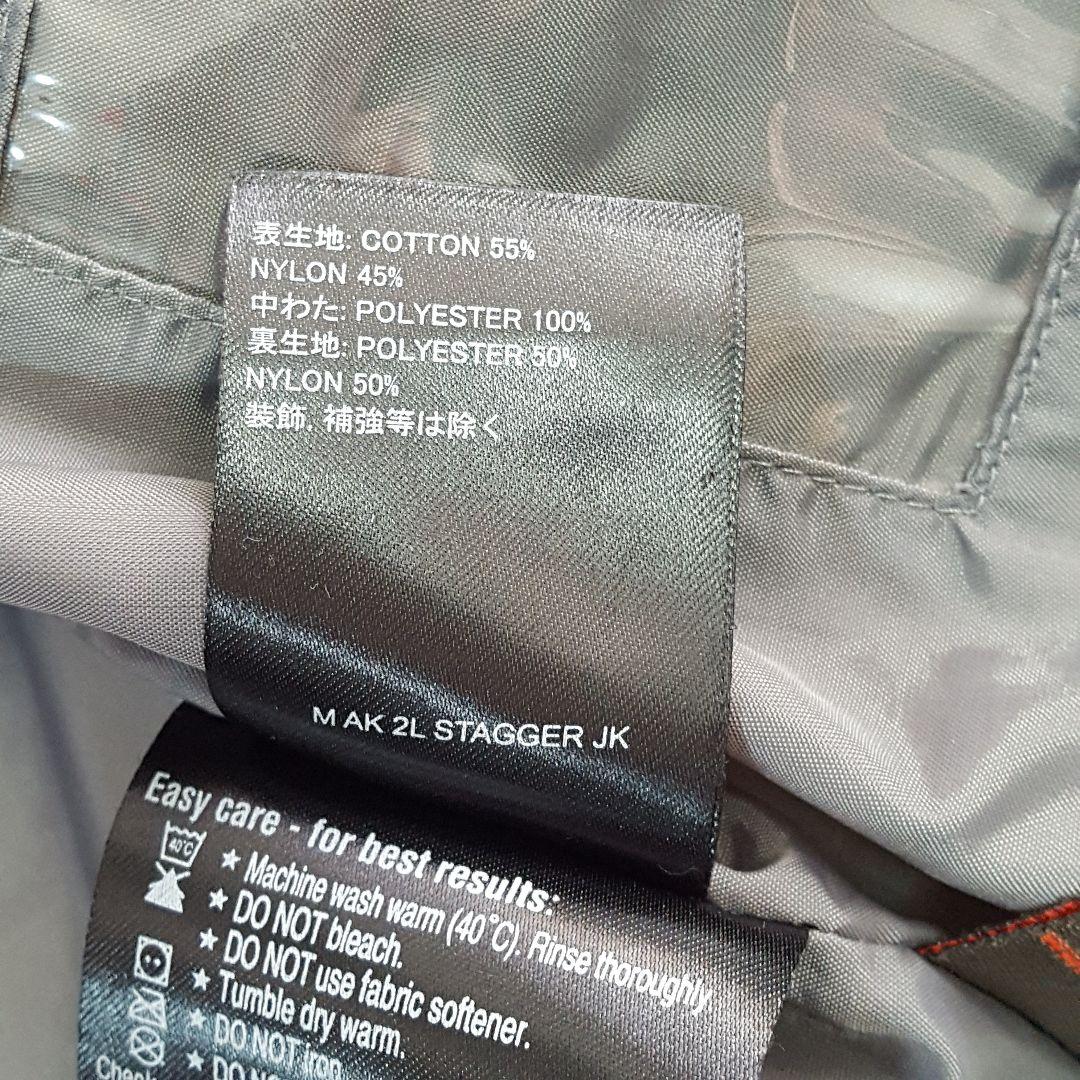 表生地: COTTON 55%
NYLON 45%
中わた: POLYESTER 100%
裏生地: POLYESTER 50%
NYLON 50%
装飾, 補強等は除く
M AK 2L STAGGER JK
Easy care - for best results:
40°C
★ Machine wash warm (40°C). Rinse thoroughly.
★ DO NOT bleach.
★ DO NOT use fabric softener.
★ Tumble dry warm.
★ DO NOT iron.
★ DO NO
Check